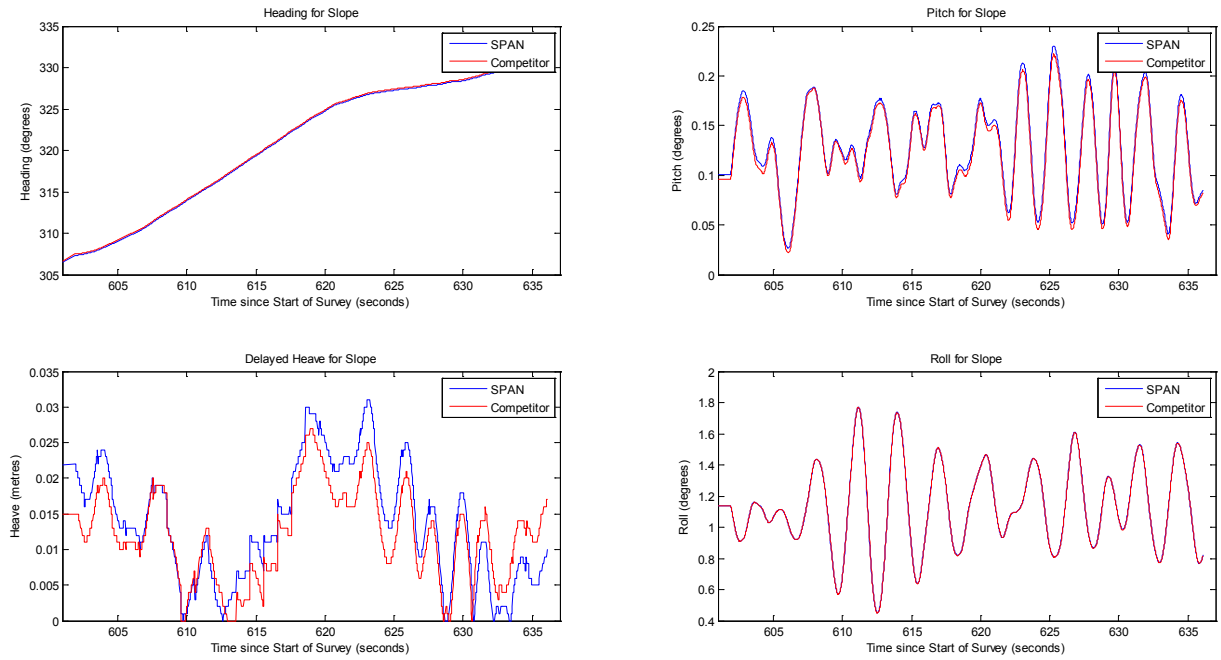 Heading for Slope
335
330
325
320
315
310
305
Heading (degrees)
SPAN
Competitor
605 610 615 620 625 630 635
Time since Start of Survey (seconds)
Pitch for Slope
0.25
0.2
0.15
0.1
0.05
0
Pitch (degrees)
SPAN
Competitor
605 610 615 620 625 630 635
Time since Start of Survey (seconds)
Delayed Heave for Slope
0.035
0.03
0.025
0.02
0.015
0.01
0.005
0
Heave (metres)
SPAN
Competitor
605 610 615 620 625 630 635
Time since Start of Survey (seconds)
Roll for Slope
2
1.8
1.6
1.4
1.2
1
0.8
0.6
0.4
Roll (degrees)
SPAN
Competitor
605 610 615 620 625 630 635
Time since Start of Survey (seconds)